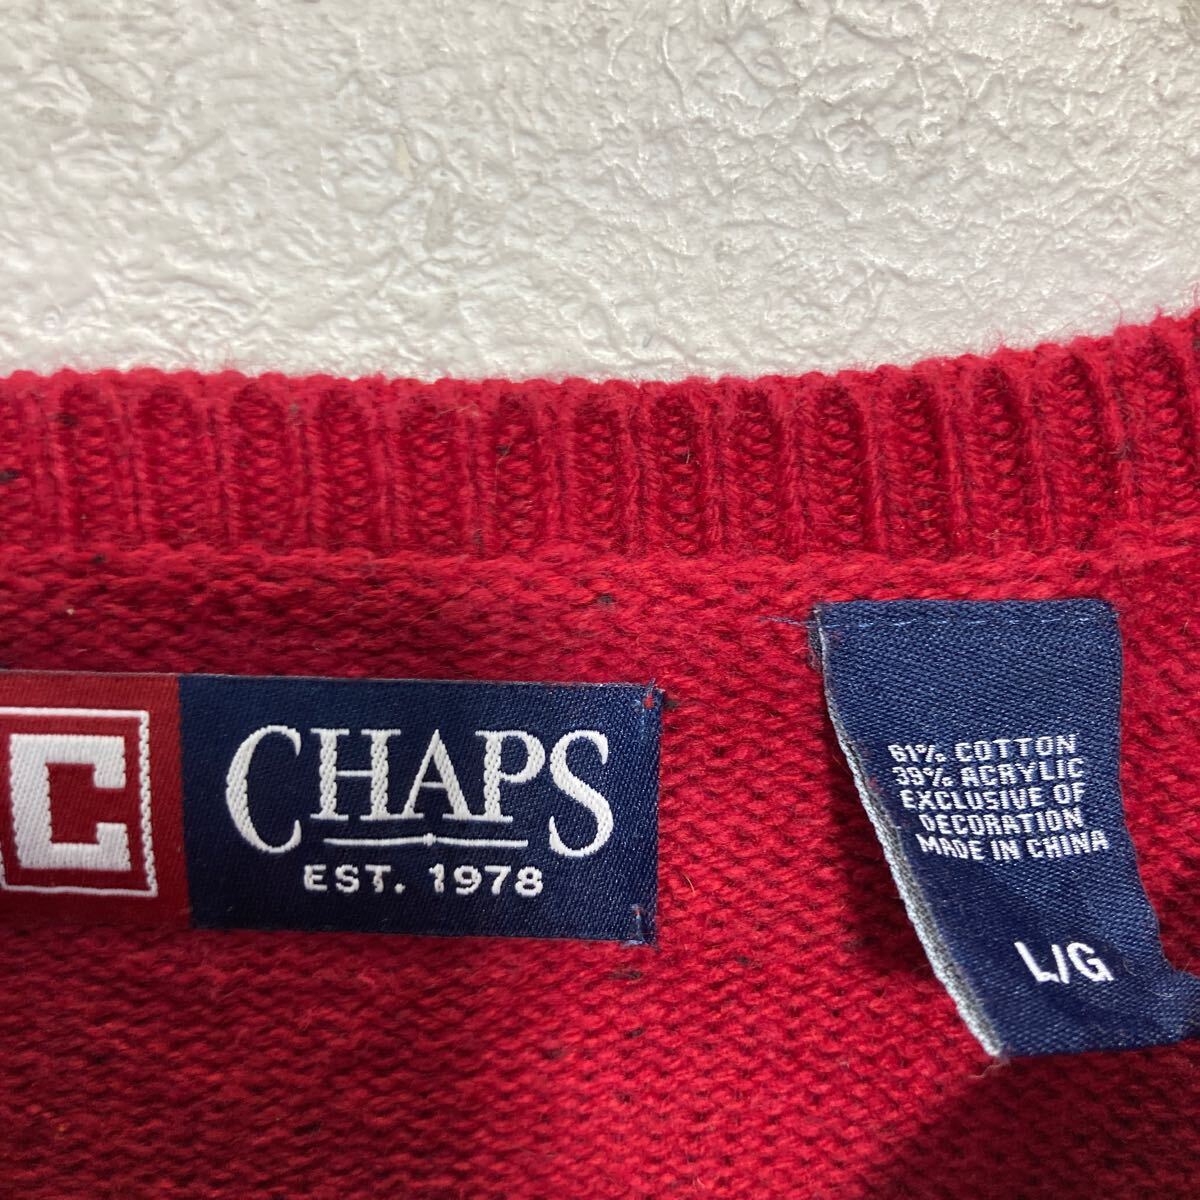 C
CHAPS
EST. 1978
61% COTTON
39% ACRYLIC
EXCLUSIVE OF
DECORATION
MADE IN CHINA
L/G